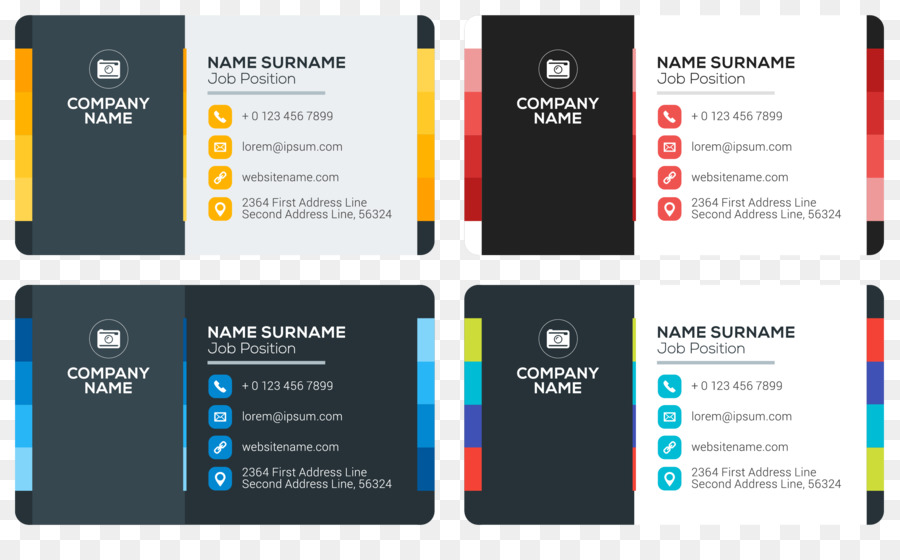 COMPANY
NAME
NAME SURNAME
Job Position
+ 0 123 456 7899
lorem@ipsum.com
websitename.com
2364 First Address Line
Second Address Line, 56324
COMPANY
NAME
NAME SURNAME
Job Position
+ 0 123 456 7899
lorem@ipsum.com
websitename.com
2364 First Address Line
Second Address Line, 56324
COMPANY
NAME
NAME SURNAME
Job Position
+ 0 123 456 7899
lorem@ipsum.com
websitename.com
2364 First Address Line
Second Address Line, 56324
COMPANY
NAME
NAME SURNAME
Job Position
+ 0 123 456 7899
lorem@ipsum.com
websitename.com
2364 First Address Line
Second Address Line, 56324